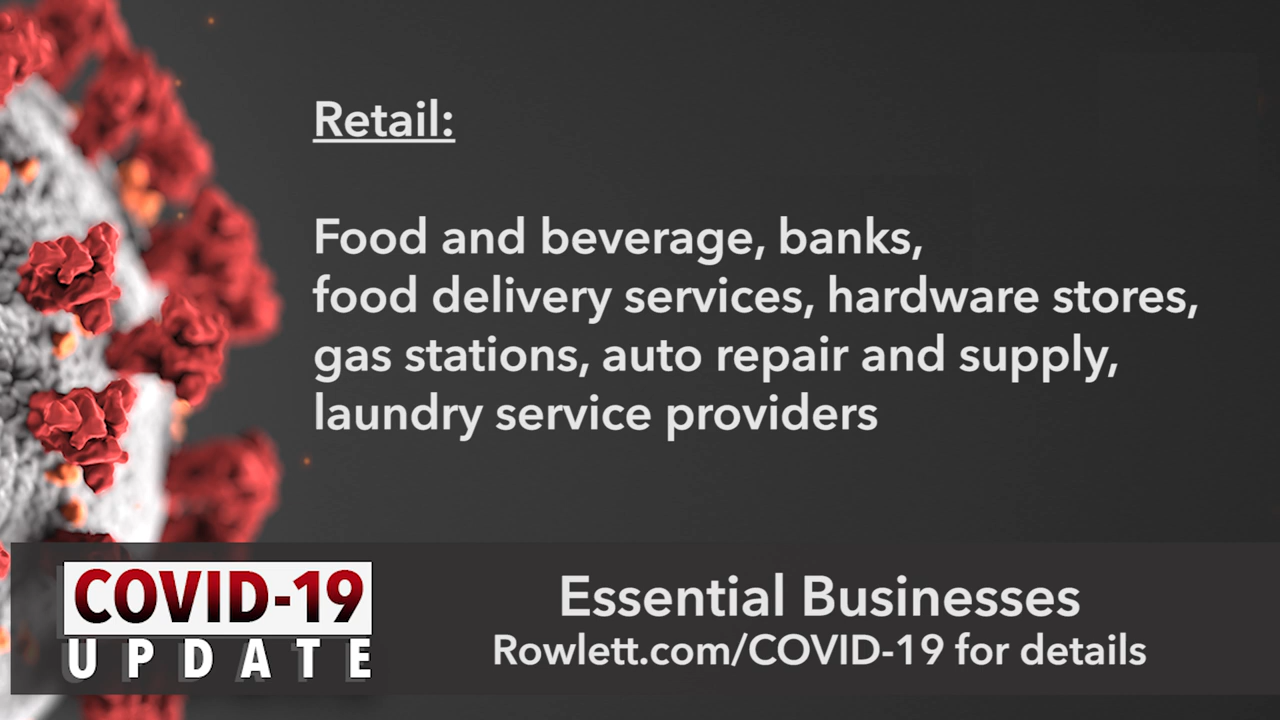 Retail:
Food and beverage, banks,
food delivery services, hardware stores,
gas stations, auto repair and supply,
laundry service providers
COVID-19
UPDATE
Essential Businesses
Rowlett.com/COVID-19 for details